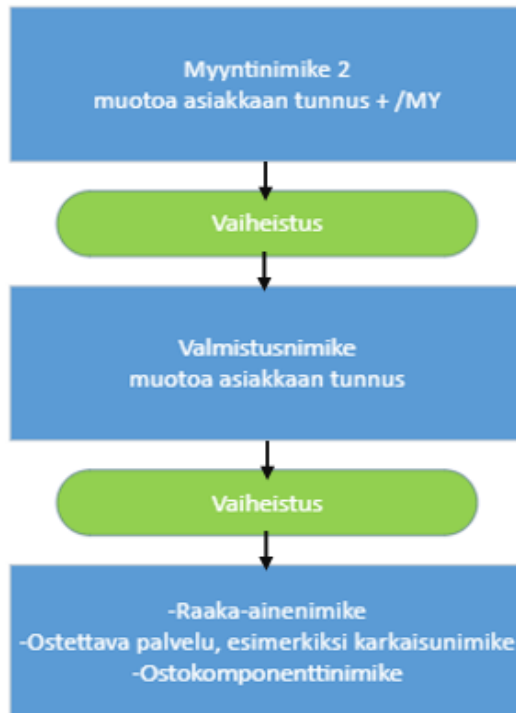 Myyntinimike 2
muotoa asiakkaan tunnus + /MY
Vaiheistus
Valmistusnimike
muotoa asiakkaan tunnus
Vaiheistus
-Raaka-ainenimike
-Ostettava palvelu, esimerkiksi karkaisunimike
-Ostokomponenttinimike